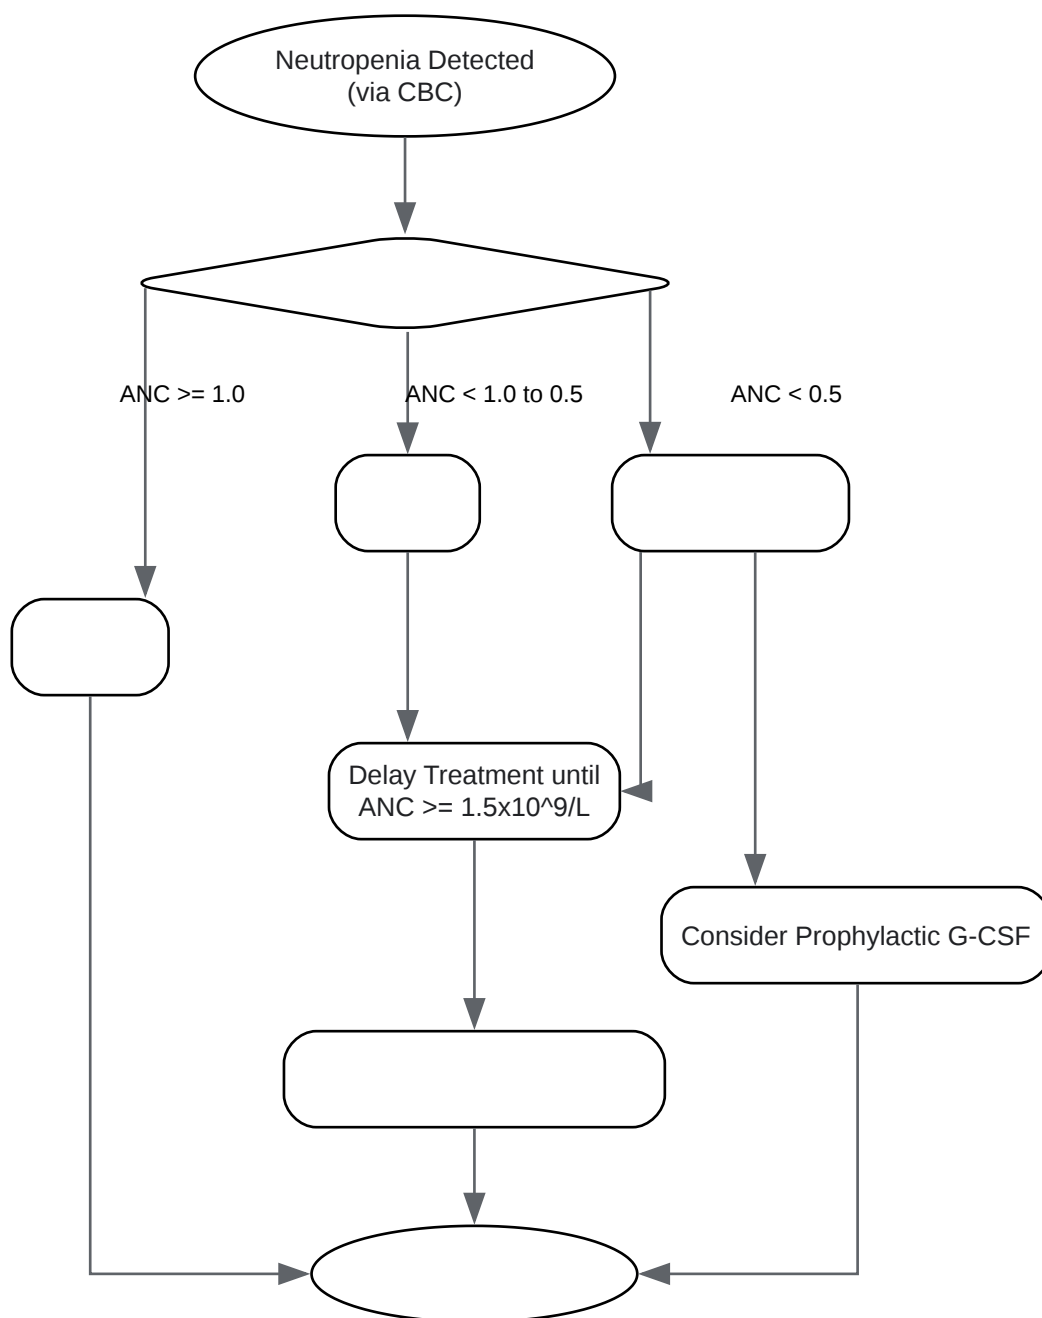 Neutropenia Detected
(via CBC)
ANC >= 1.0
ANC < 1.0 to 0.5
ANC < 0.5
Delay Treatment until
ANC >= 1.5x10^9/L
Consider Prophylactic G-CSF